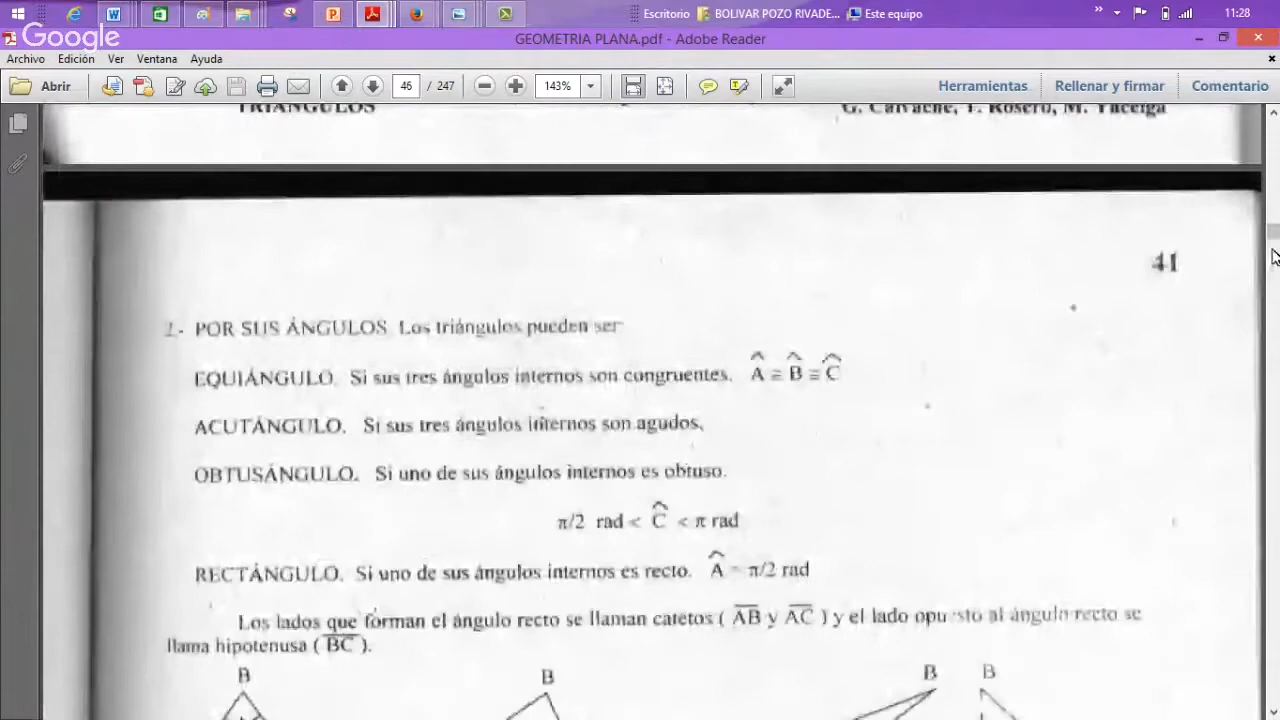 Escritorio BOLIVAR POZO RIVADE... Este equipo 11:28
Google
GEOMETRIA PLANA.pdf - Adobe Reader
Archivo Edición Ver Ventana Ayuda
Abrir 46 / 247 143% Herramientas Rellenar y firmar Comentario
TRIÁNGULOS G. Calvache, T. Rosero, M. Yacelga
41
2.- POR SUS ÁNGULOS. Los triángulos pueden ser
EQUIÁNGULO. Si sus tres ángulos internos son congruentes. Â ≅ B̂ ≅ Ĉ
ACUTÁNGULO. Si sus tres ángulos internos son agudos.
OBTUSÁNGULO. Si uno de sus ángulos internos es obtuso.
π/2 rad < Ĉ < π rad
RECTÁNGULO. Si uno de sus ángulos internos es recto. Â = π/2 rad
Los lados que forman el ángulo recto se llaman catetos ( A̅B̅ y A̅C̅ ) y el lado opuesto al ángulo recto se
llama hipotenusa ( B̅C̅ ).
B B B B